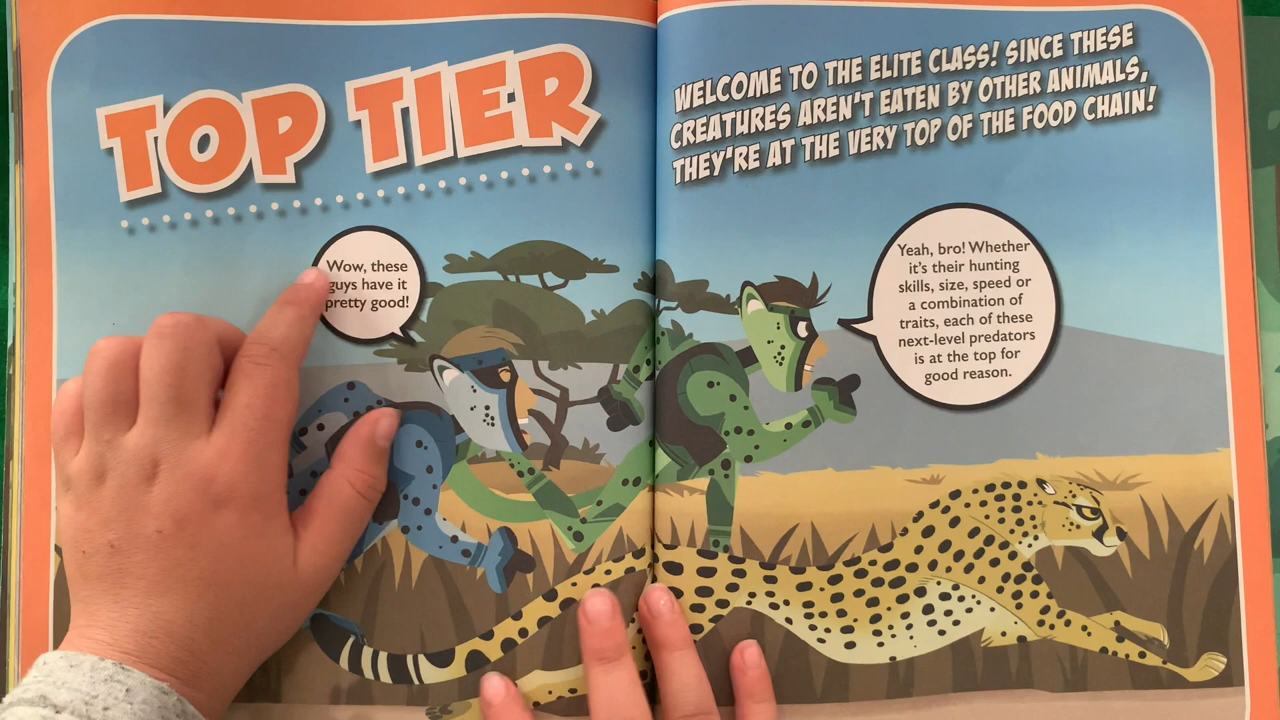 TOP TIER
WELCOME TO THE ELITE CLASS! SINCE THESE
CREATURES AREN'T EATEN BY OTHER ANIMALS,
THEY'RE AT THE VERY TOP OF THE FOOD CHAIN!
Wow, these
guys have it
pretty good!
Yeah, bro! Whether
it's their hunting
skills, size, speed or
a combination of
traits, each of these
next-level predators
is at the top for
good reason.